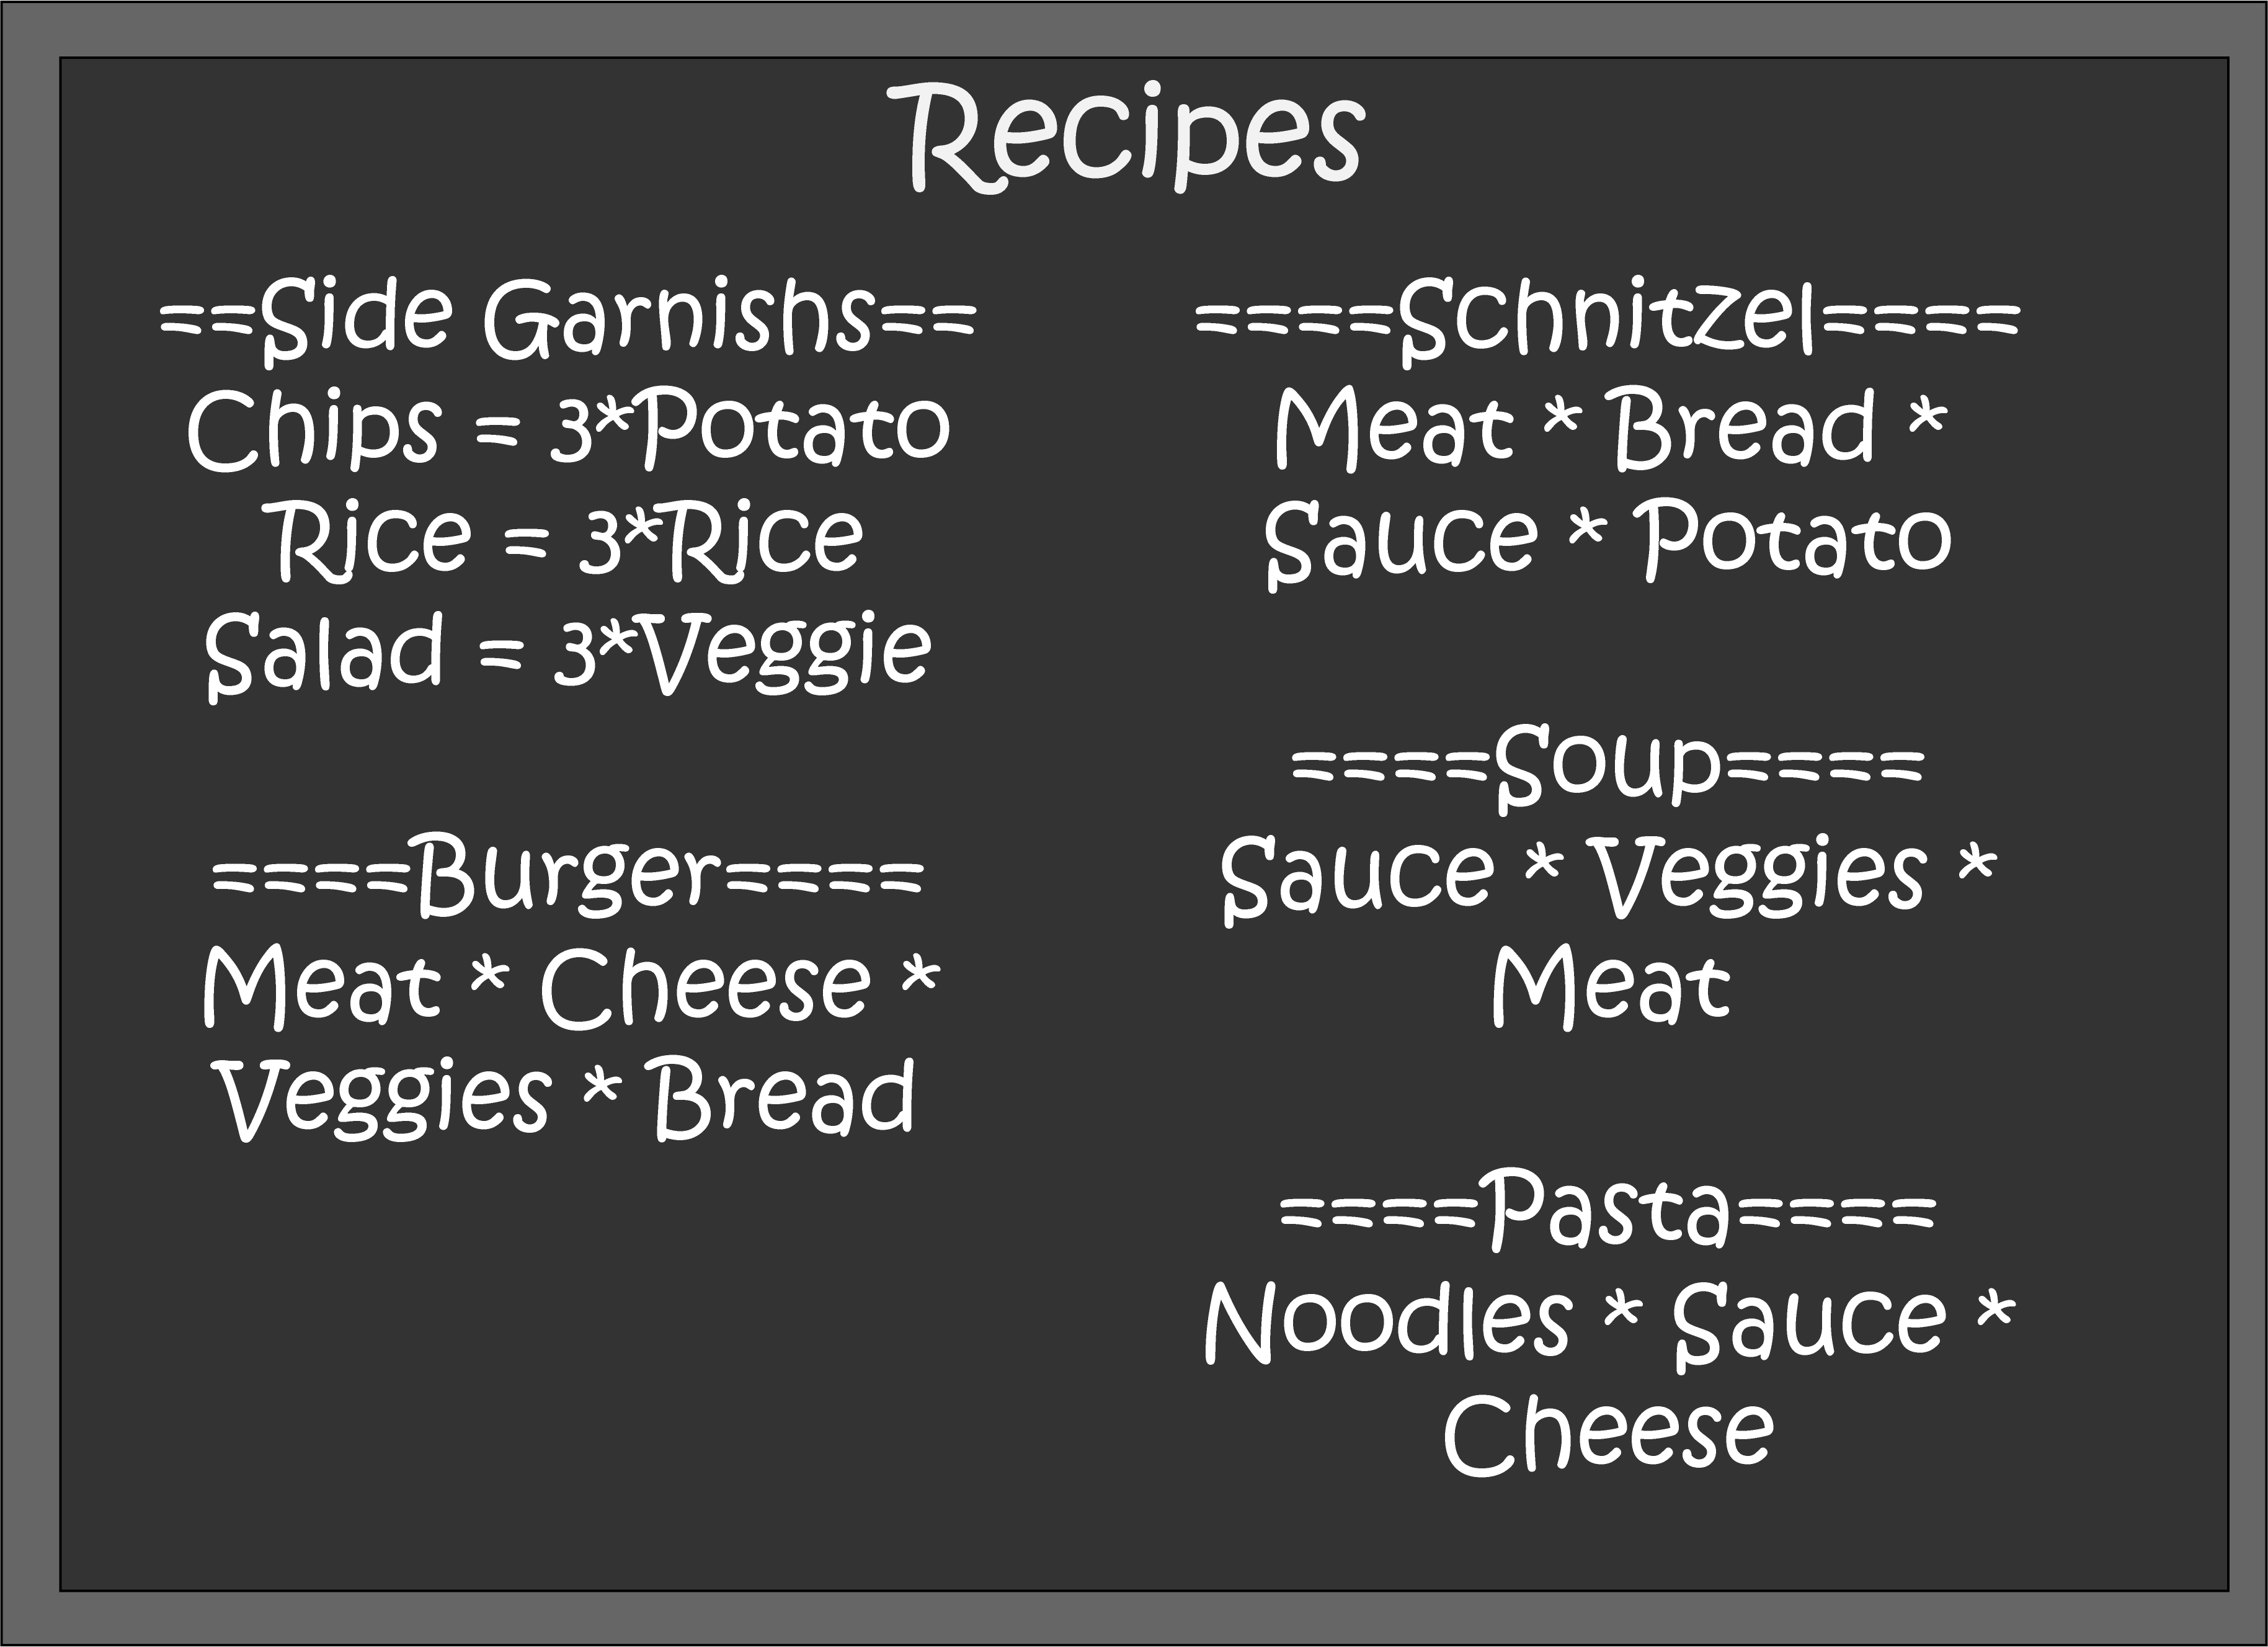 Recipes
==Side Garnishs==
Chips = 3*Potato
Rice = 3*Rice
Salad = 3*Veggie
====Burger====
Meat * Cheese *
Veggies * Bread
====Schnitzel====
Meat * Bread *
Sauce * Potato
====Soup====
Sauce * Veggies *
Meat
====Pasta====
Noodles * Sauce *
Cheese